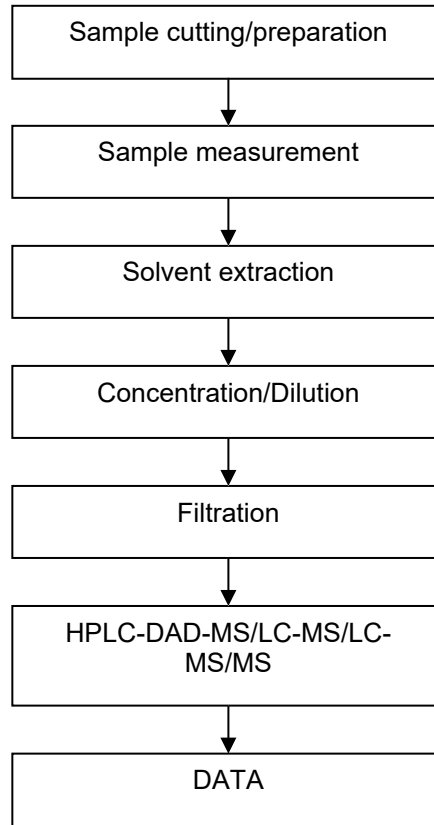 Sample cutting/preparation
Sample measurement
Solvent extraction
Concentration/Dilution
Filtration
HPLC-DAD-MS/LC-MS/LC-
MS/MS
DATA